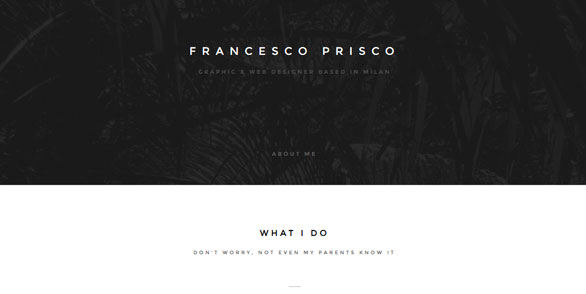 FRANCESCO PRISCO
GRAPHIC & WEB DESIGNER BASED IN MILAN
ABOUT ME
WHAT I DO
DON'T WORRY, NOT EVEN MY PARENTS KNOW IT